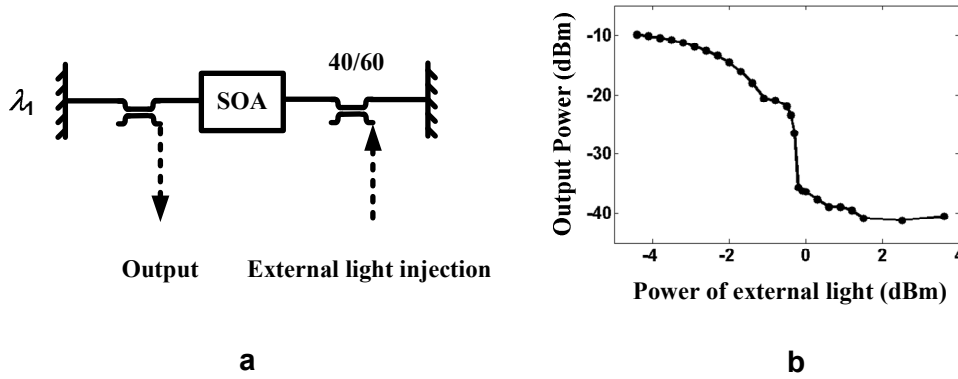 40/60
λ1
SOA
Output
External light injection
a
Output Power (dBm)
-10
-20
-30
-40
-4
-2
0
2
4
Power of external light (dBm)
b